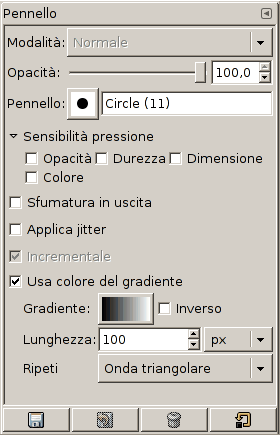 Pennello
Modalità: Normale
Opacità: 100,0
Pennello: Circle (11)
Sensibilità pressione
Opacità Durezza Dimensione
Colore
Sfumatura in uscita
Applica jitter
Incrementale
Usa colore del gradiente
Gradiente: Inverso
Lunghezza: 100 px
Ripeti Onda triangolare